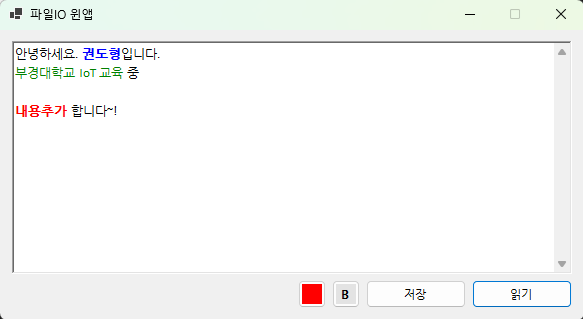 파일IO 윈앱
안녕하세요. 권도형입니다.
부경대학교 IoT 교육 중
내용추가 합니다~!
B
저장
읽기